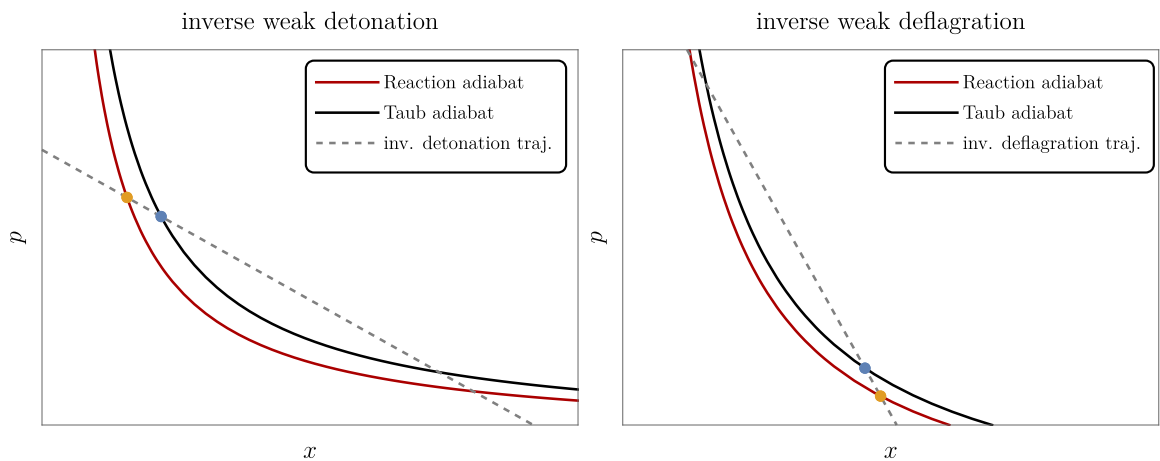 inverse weak detonation
Reaction adiabat
Taub adiabat
inv. detonation traj.
p
x
inverse weak deflagration
Reaction adiabat
Taub adiabat
inv. deflagration traj.
p
x